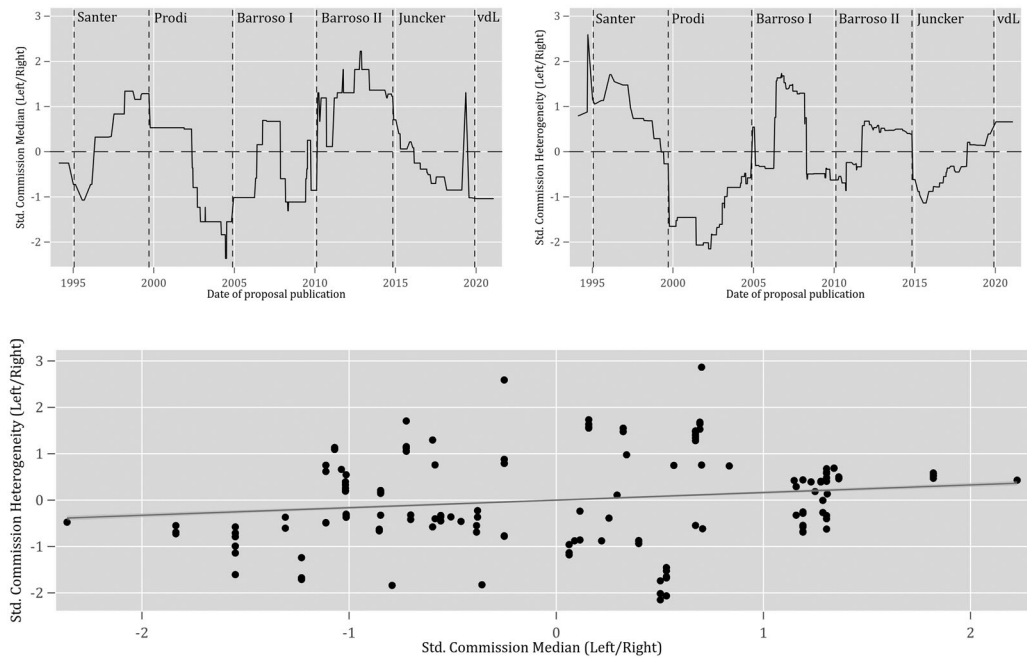 Santer Prodi Barroso I Barroso II Juncker vdL
Std. Commission Median (Left/Right)
3
2
1
0
-1
-2
1995 2000 2005 2010 2015 2020
Date of proposal publication
Santer Prodi Barroso I Barroso II Juncker vdL
Std. Commission Heterogeneity (Left/Right)
3
2
1
0
-1
-2
1995 2000 2005 2010 2015 2020
Date of proposal publication
Std. Commission Heterogeneity (Left/Right)
3
2
1
0
-1
-2
-2 -1 0 1 2
Std. Commission Median (Left/Right)